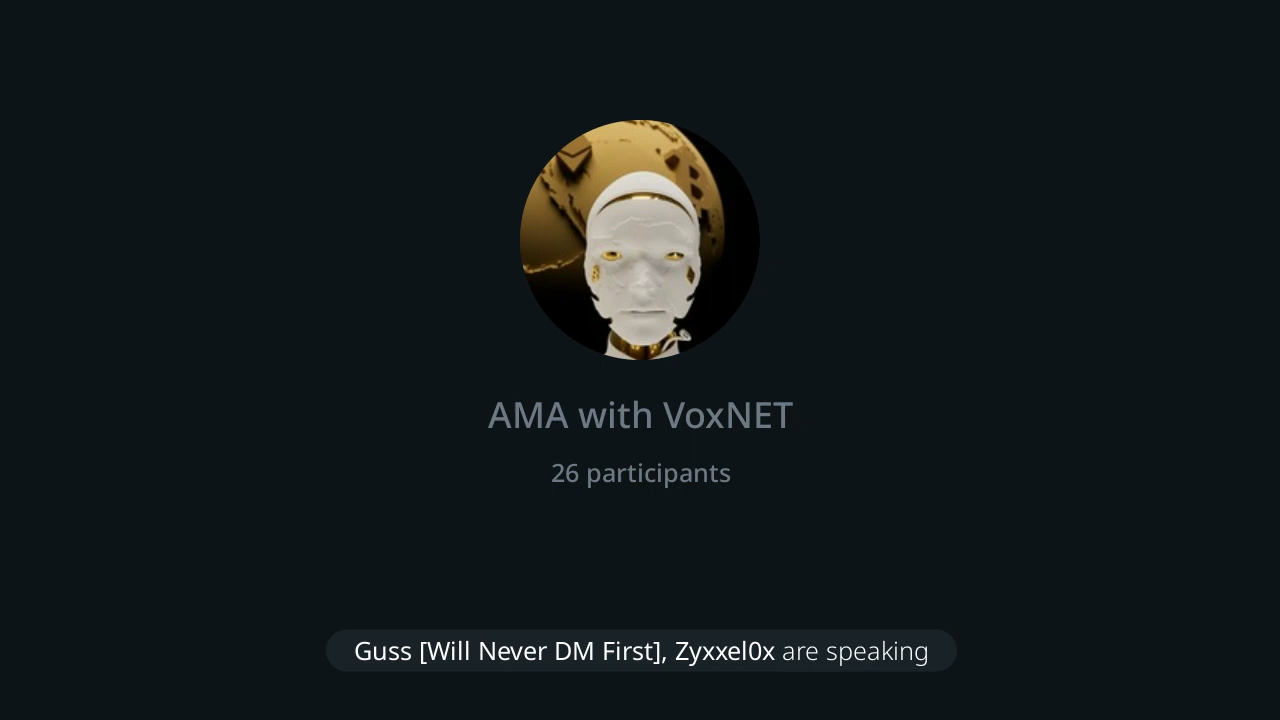 AMA with VoxNET
26 participants
Guss [Will Never DM First], Zyxxel0x are speaking